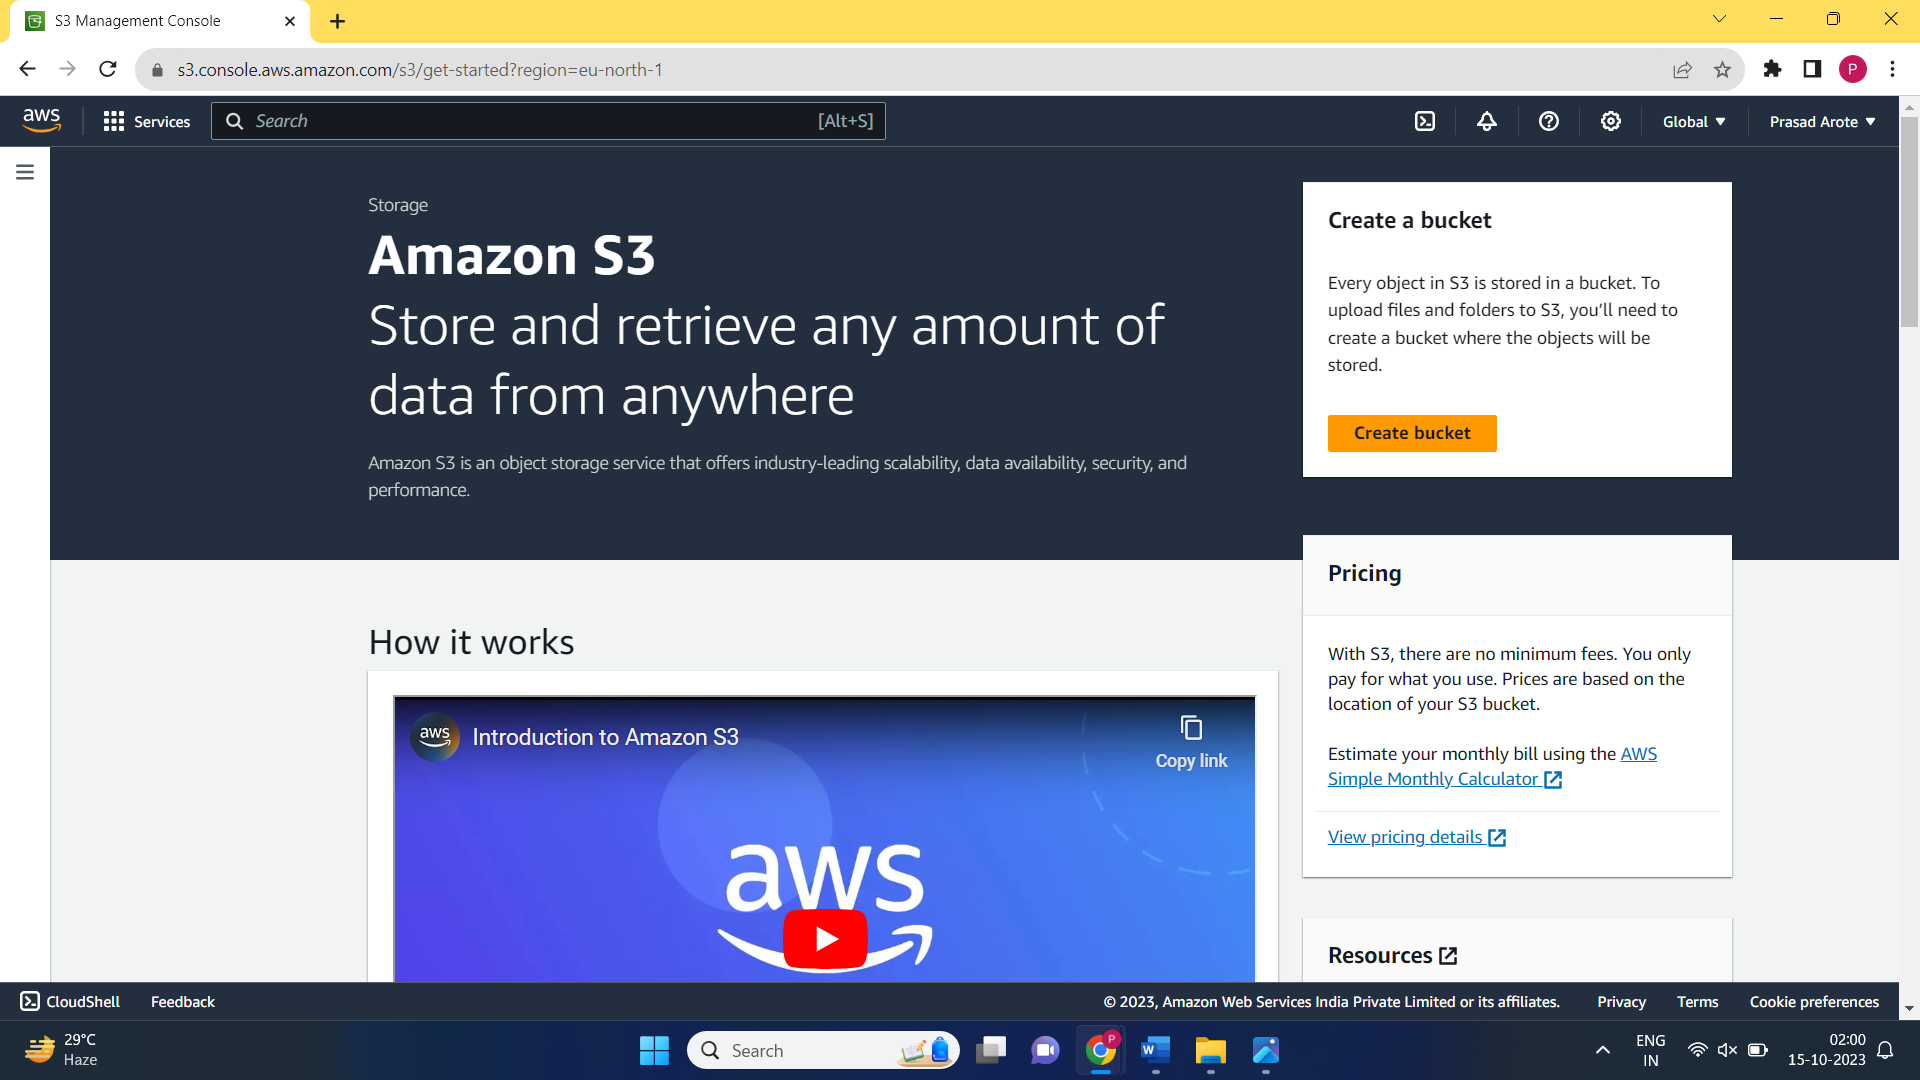 S3 Management Console
s3.console.aws.amazon.com/s3/get-started?region=eu-north-1
P
aws
Services
Search
[Alt+S]
Global
Prasad Arote
Storage
Amazon S3
Store and retrieve any amount of
data from anywhere
Amazon S3 is an object storage service that offers industry-leading scalability, data availability, security, and
performance.
Create a bucket
Every object in S3 is stored in a bucket. To
upload files and folders to S3, you’ll need to
create a bucket where the objects will be
stored.
Create bucket
Pricing
With S3, there are no minimum fees. You only
pay for what you use. Prices are based on the
location of your S3 bucket.
Estimate your monthly bill using the AWS
Simple Monthly Calculator
View pricing details
Resources
How it works
aws
Introduction to Amazon S3
Copy link
aws
CloudShell
Feedback
© 2023, Amazon Web Services India Private Limited or its affiliates.
Privacy
Terms
Cookie preferences
29°C
Haze
Search
P
W
ENG
IN
02:00
15-10-2023